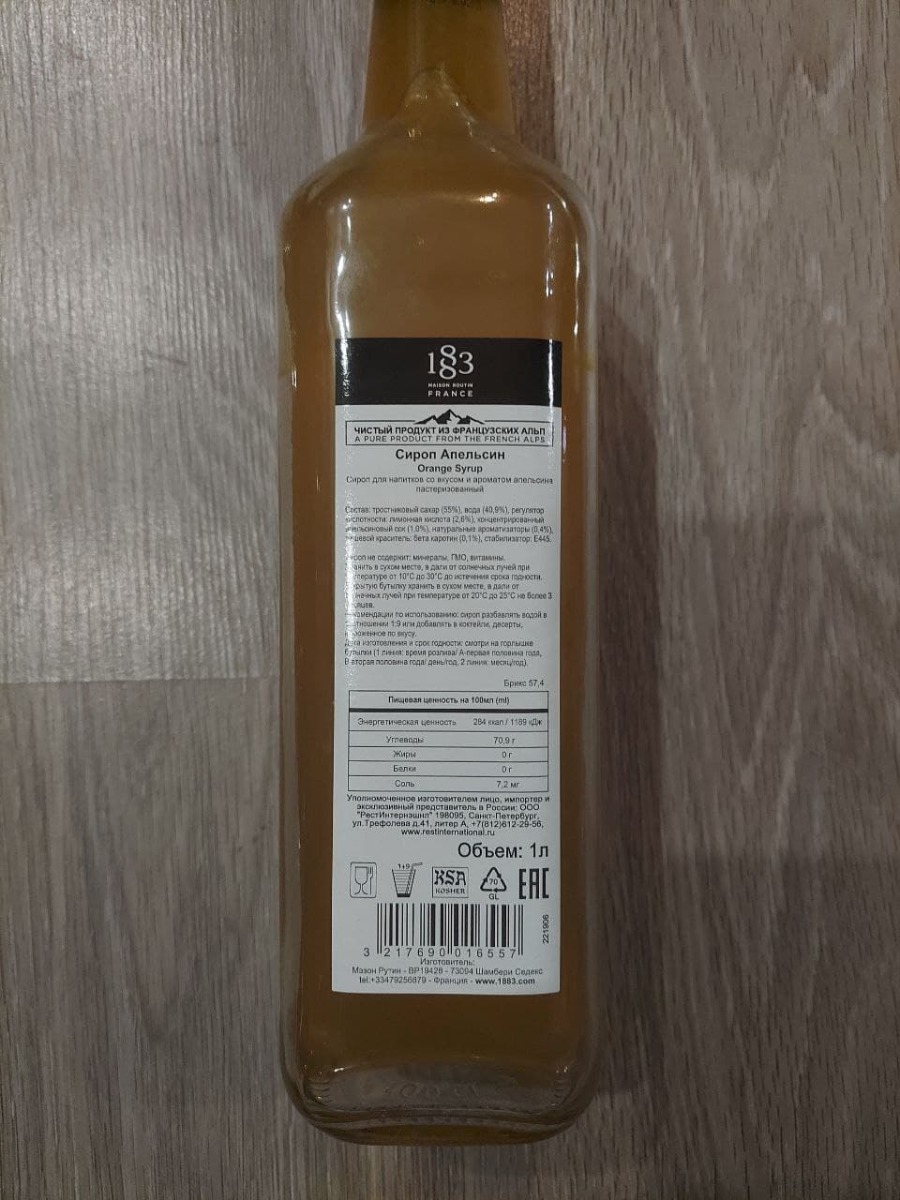 1883
MAISON ROUTIN
FRANCE
ЧИСТЫЙ ПРОДУКТ ИЗ ФРАНЦУЗСКИХ АЛЬП
A PURE PRODUCT FROM THE FRENCH ALPS
Сироп Апельсин
Orange Syrup
Сироп для напитков со вкусом и ароматом апельсина
пастеризованный
Состав: тростниковый сахар (55%), вода (40,9%), регулятор
кислотности: лимонная кислота (2,6%), концентрированный
апельсиновый сок (1,0%), натуральные ароматизаторы (0,4%),
пищевой краситель: бета каротин (0,1%), стабилизатор: E445.
Сироп не содержит: минералы, ГМО, витамины.
Хранить в сухом месте, в дали от солнечных лучей при
температуре от 10°C до 30°C до истечения срока годности.
Открытую бутылку хранить в сухом месте, в дали от
солнечных лучей при температуре от 20°C до 25°C не более 3
месяцев.
Рекомендации по использованию: сироп разбавлять водой в
соотношении 1:9 или добавлять в коктейли, десерты,
мороженное по вкусу.
Дата изготовления и срок годности: смотри на горлышке
бутылки (1 линия: время розлива/ А-первая половина года,
В-вторая половина года/ день/год, 2 линия: месяц/год).
Брикс 57,4
Пищевая ценность на 100мл (ml)
Энергетическая ценность 284 ккал / 1189 кДж
Углеводы 70,9 г
Жиры 0 г
Белки 0 г
Соль 7,2 мг
Уполномоченное изготовителем лицо, импортер и
эксклюзивный представитель в России: ООО
"РестИнтернэшнл" 198095, Санкт-Петербург,
ул.Трефолева д.41, литер А, +7(812)612-29-56,
www.restinternational.ru
Объем: 1л
1+9
KSA
KOSHER
70
GL
EAC
221906
3 217690 016557
Изготовитель:
Мэзон Рутин - BP19428 - 73094 Шамбери Седекс
tel:+33479256879 - Франция - www.1883.com